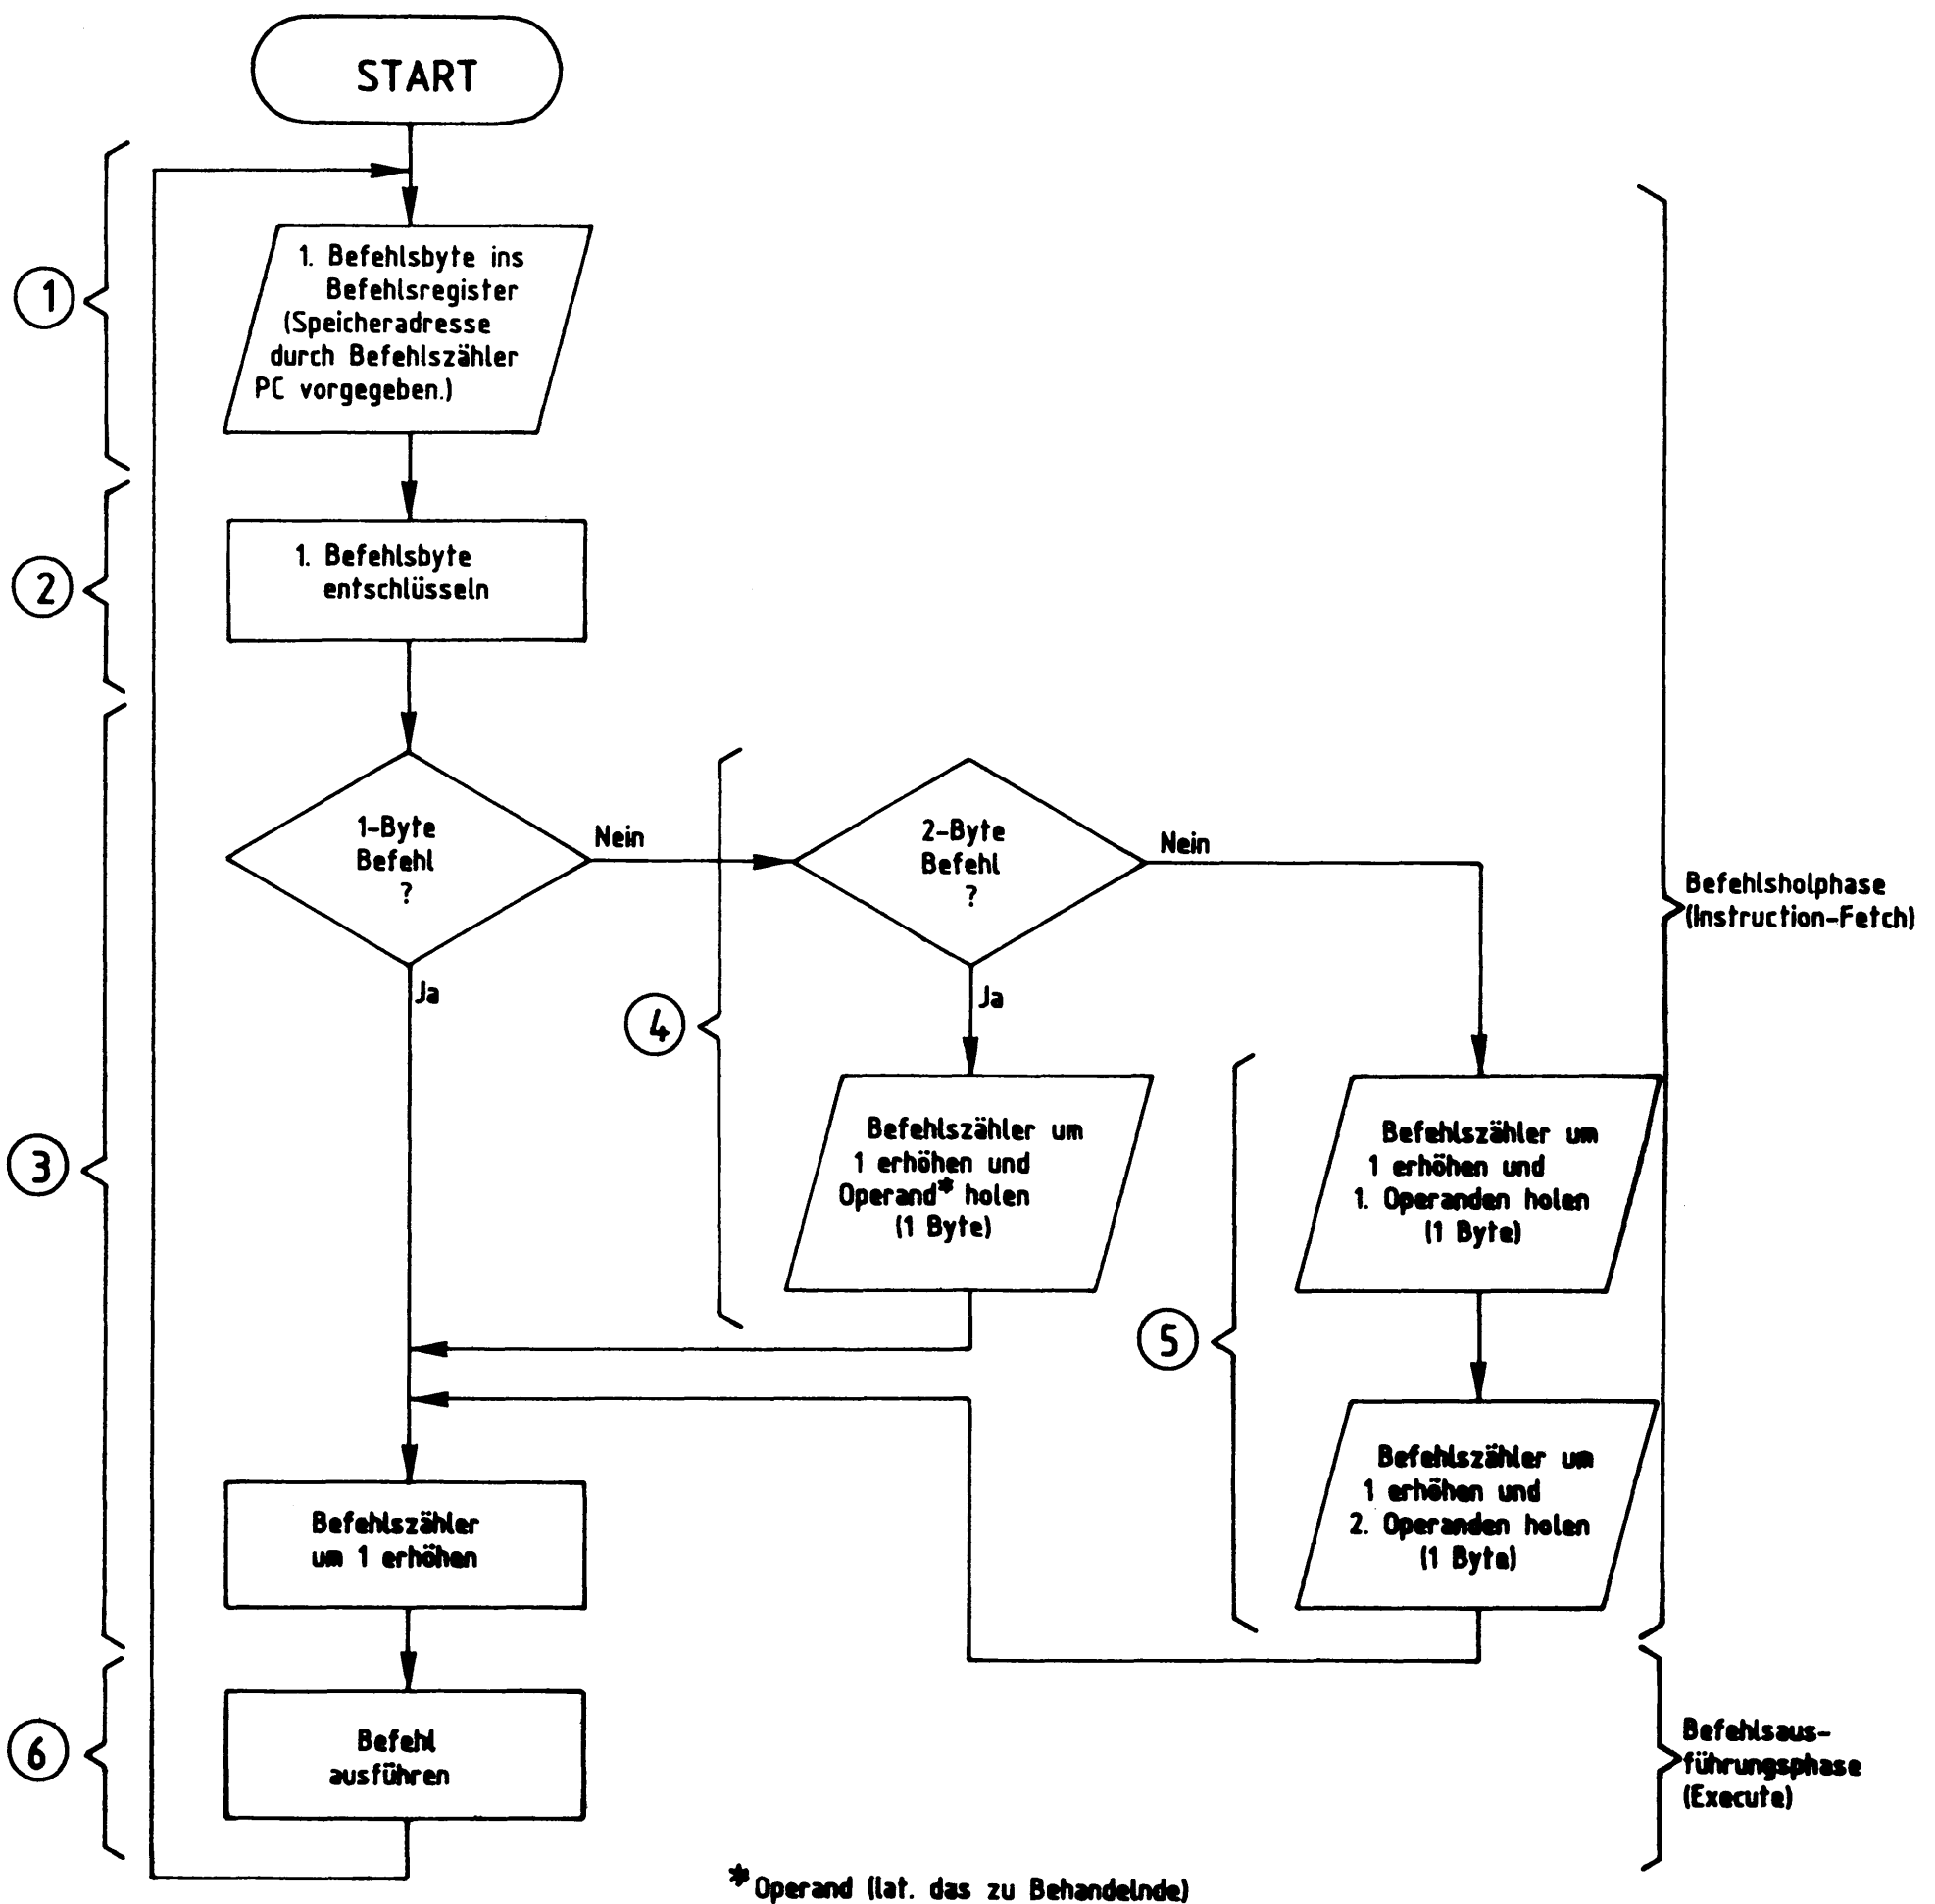 START
1
1. Befehlsbyte ins
Befehlsregister
(Speicheradresse
durch Befehlszähler
PC vorgegeben.)
2
1. Befehlsbyte
entschlüsseln
3
1-Byte
Befehl
?
Nein
Ja
4
2-Byte
Befehl
?
Nein
Ja
Befehlszähler um
1 erhöhen und
Operand* holen
(1 Byte)
5
Befehlszähler um
1 erhöhen und
1. Operanden holen
(1 Byte)
Befehlszähler um
1 erhöhen und
2. Operanden holen
(1 Byte)
Befehlszähler
um 1 erhöhen
6
Befehl
ausführen
Befehlsholphase
(Instruction-Fetch)
Befehlsaus-
führungsphase
(Execute)
*Operand (lat. das zu Behandelnde)